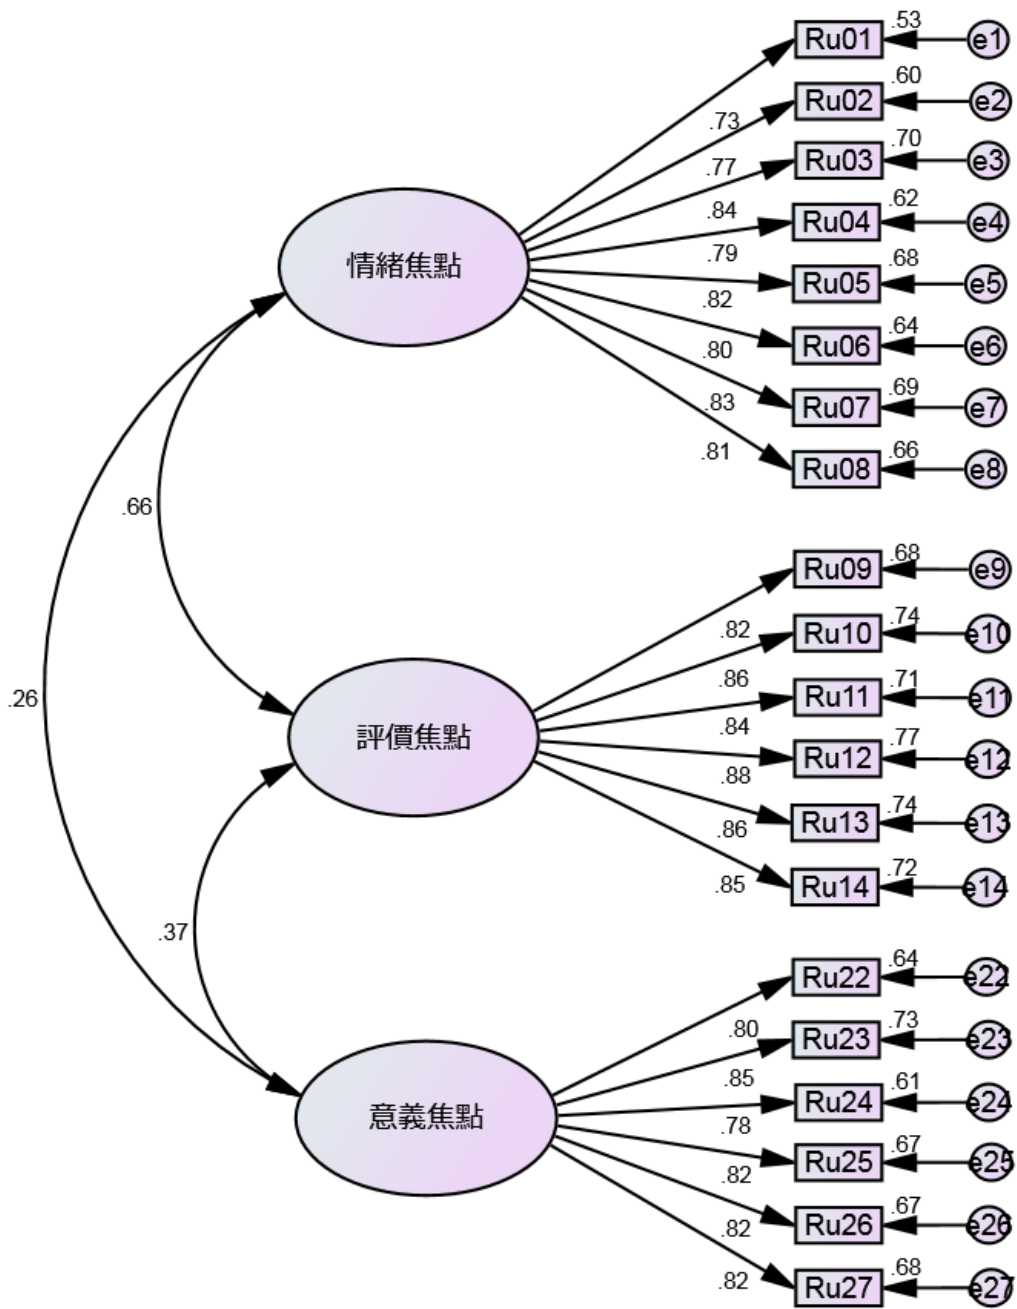 .53
Ru01
e1
.60
.73
Ru02
e2
.70
.77
Ru03
e3
.62
.84
Ru04
e4
情緒焦點
.79
.68
Ru05
e5
.82
.64
Ru06
e6
.80
.69
Ru07
e7
.83
.66
.81
Ru08
e8
.66
.68
Ru09
e9
.74
.82
Ru10
e10
.71
.86
Ru11
e11
.26
.84
.77
評價焦點
Ru12
e12
.88
.74
.86
Ru13
e13
.72
.85
Ru14
e14
.37
.64
Ru22
e22
.73
.80
Ru23
e23
.61
.85
Ru24
e24
意義焦點
.78
.67
Ru25
e25
.82
.67
.82
Ru26
e26
.68
.82
Ru27
e27